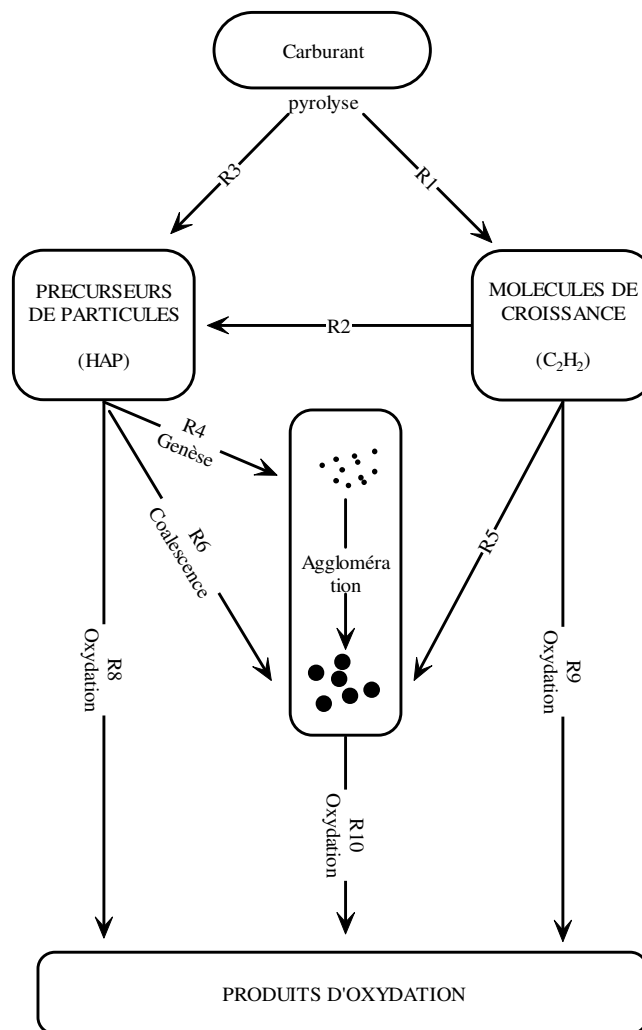 Carburant
pyrolyse
R3
R1
PRECURSEURS
DE PARTICULES
(HAP)
MOLECULES DE
CROISSANCE
(C₂H₂)
R2
R4
Genèse
R6
Coalescence
Aggloméra
tion
R5
R8
Oxydation
R9
Oxydation
R10
Oxydation
PRODUITS D'OXYDATION